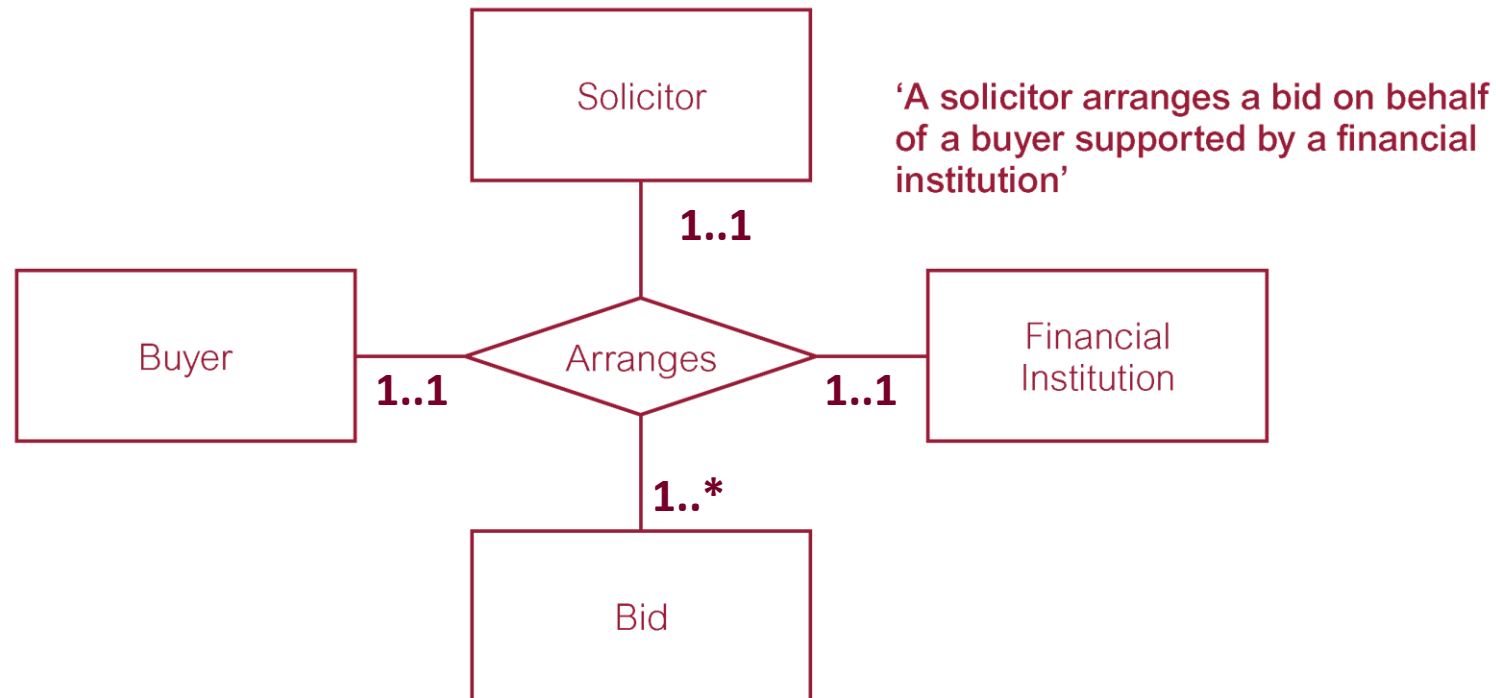 Solicitor
‘A solicitor arranges a bid on behalf
of a buyer supported by a financial
institution’
1..1
Buyer
Arranges
Financial
Institution
1..1
1..1
1..*
Bid